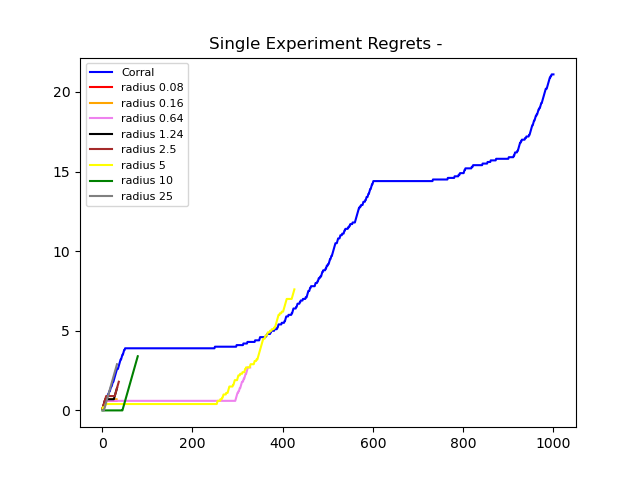 Single Experiment Regrets -
Corral
radius 0.08
radius 0.16
radius 0.64
radius 1.24
radius 2.5
radius 5
radius 10
radius 25
20
15
10
5
0
0 200 400 600 800 1000